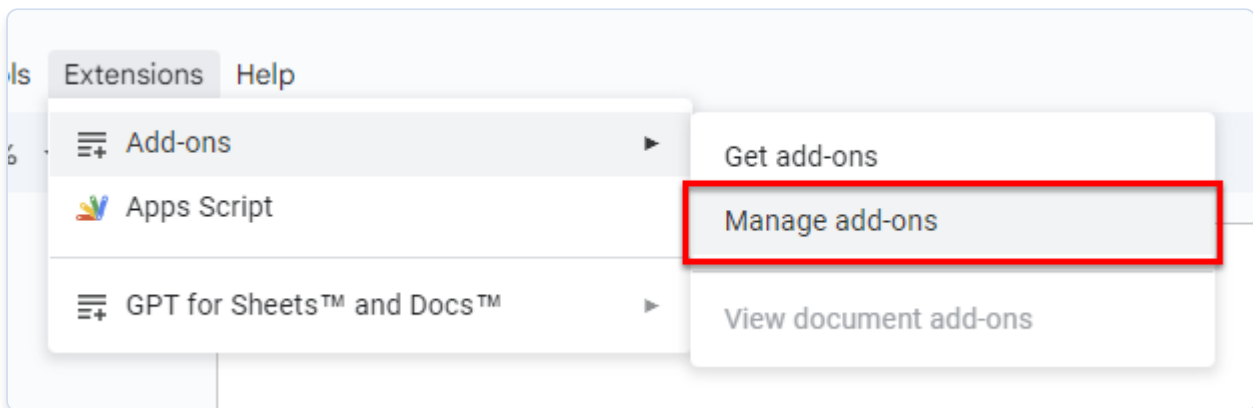 ls Extensions Help
%
Add-ons
Get add-ons
Apps Script
Manage add-ons
GPT for Sheets™ and Docs™
View document add-ons